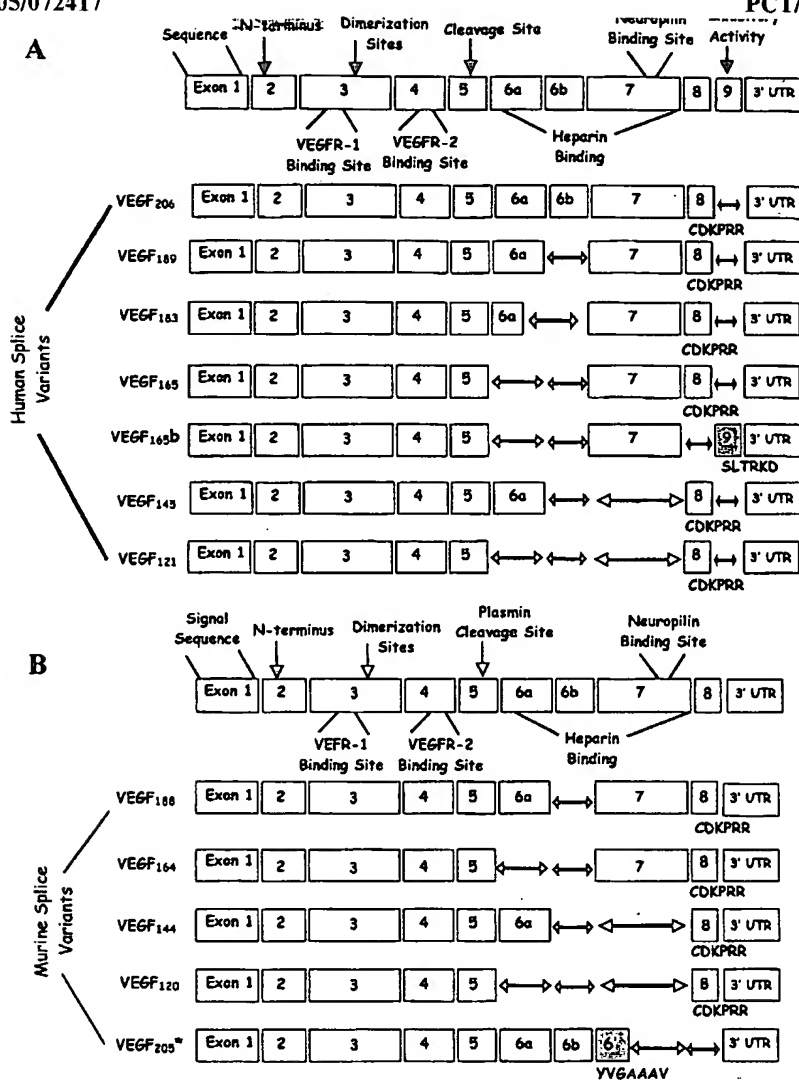 A
Sequence N-terminus Dimerization Sites Cleavage Site Binding Site Activity
Exon 1 2 3 4 5 6a 6b 7 8 9 3' UTR
VEGFR-1 Binding Site VEGFR-2 Binding Site Heparin Binding
Human Splice Variants
VEGF206 Exon 1 2 3 4 5 6a 6b 7 8 3' UTR
CDKPRR
VEGF189 Exon 1 2 3 4 5 6a 7 8 3' UTR
CDKPRR
VEGF183 Exon 1 2 3 4 5 6a 7 8 3' UTR
CDKPRR
VEGF165 Exon 1 2 3 4 5 7 8 3' UTR
CDKPRR
VEGF165b Exon 1 2 3 4 5 7 9 3' UTR
SLTRKD
VEGF145 Exon 1 2 3 4 5 6a 8 3' UTR
CDKPRR
VEGF121 Exon 1 2 3 4 5 8 3' UTR
CDKPRR
B
Signal Sequence N-terminus Dimerization Sites Plasmin Cleavage Site Neuropilin Binding Site
Exon 1 2 3 4 5 6a 6b 7 8 3' UTR
VEFR-1 Binding Site VEGFR-2 Binding Site Heparin Binding
Murine Splice Variants
VEGF188 Exon 1 2 3 4 5 6a 7 8 3' UTR
CDKPRR
VEGF164 Exon 1 2 3 4 5 7 8 3' UTR
CDKPRR
VEGF144 Exon 1 2 3 4 5 6a 8 3' UTR
CDKPRR
VEGF120 Exon 1 2 3 4 5 8 3' UTR
CDKPRR
VEGF205* Exon 1 2 3 4 5 6a 6b 3' UTR
YVGAAAV